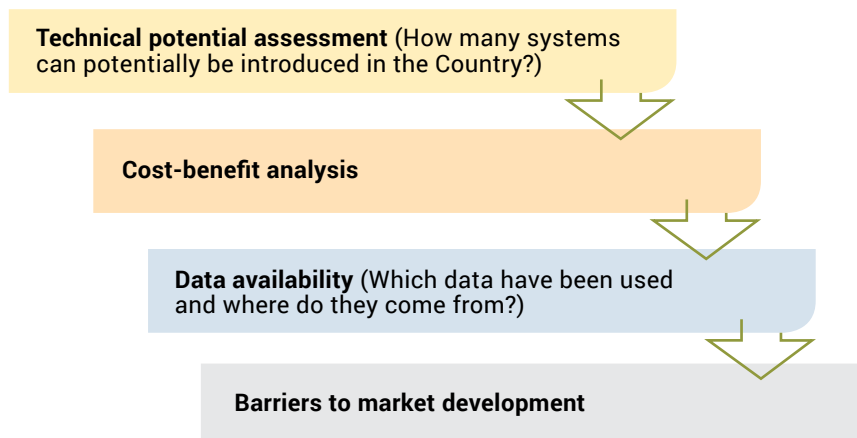 Technical potential assessment (How many systems
can potentially be introduced in the Country?)
Cost-benefit analysis
Data availability (Which data have been used
and where do they come from?)
Barriers to market development